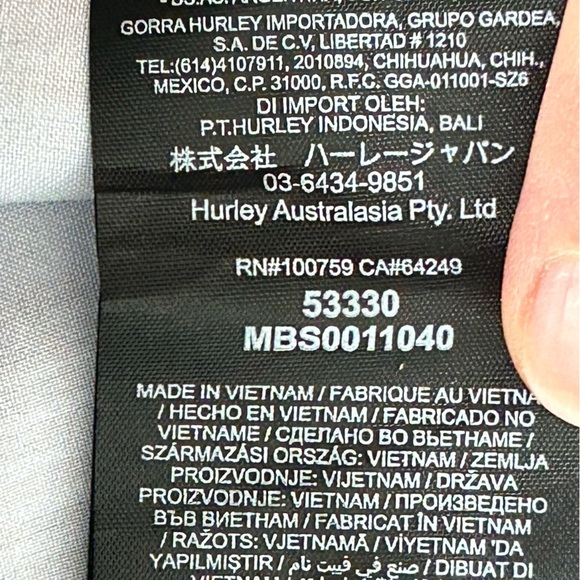 GORRA HURLEY IMPORTADORA, GRUPO GARDEA,
S.A. DE C.V, LIBERTAD # 1210
TEL:(614)4107911, 2010894, CHIHUAHUA, CHIH.,
MEXICO, C.P. 31000, R.F.C. GGA-011001-SZ6
DI IMPORT OLEH:
P.T.HURLEY INDONESIA, BALI
株式会社 ハーレージャパン
03-6434-9851
Hurley Australasia Pty. Ltd
RN#100759 CA#64249
53330
MBS0011040
MADE IN VIETNAM / FABRIQUE AU VIETNA
/ HECHO EN VIETNAM / FABRICADO NO
VIETNAME / СДЕЛАНО ВО ВЬЕТНАМЕ /
SZÁRMAZÁSI ORSZÁG: VIETNAM / ZEMLJA
PROIZVODNJE: VIJETNAM / DRŽAVA
PROIZVODNJE: VIETNAM / ПРОИЗВЕДЕНО
ВЪВ ВИЕТНАМ / FABRICAT ÎN VIETNAM
/ RAŽOTS: VJETNAMĀ / VİYETNAM 'DA
YAPILMIŞTIR / صنع في فييت نام / DIBUAT DI
VIETNAM